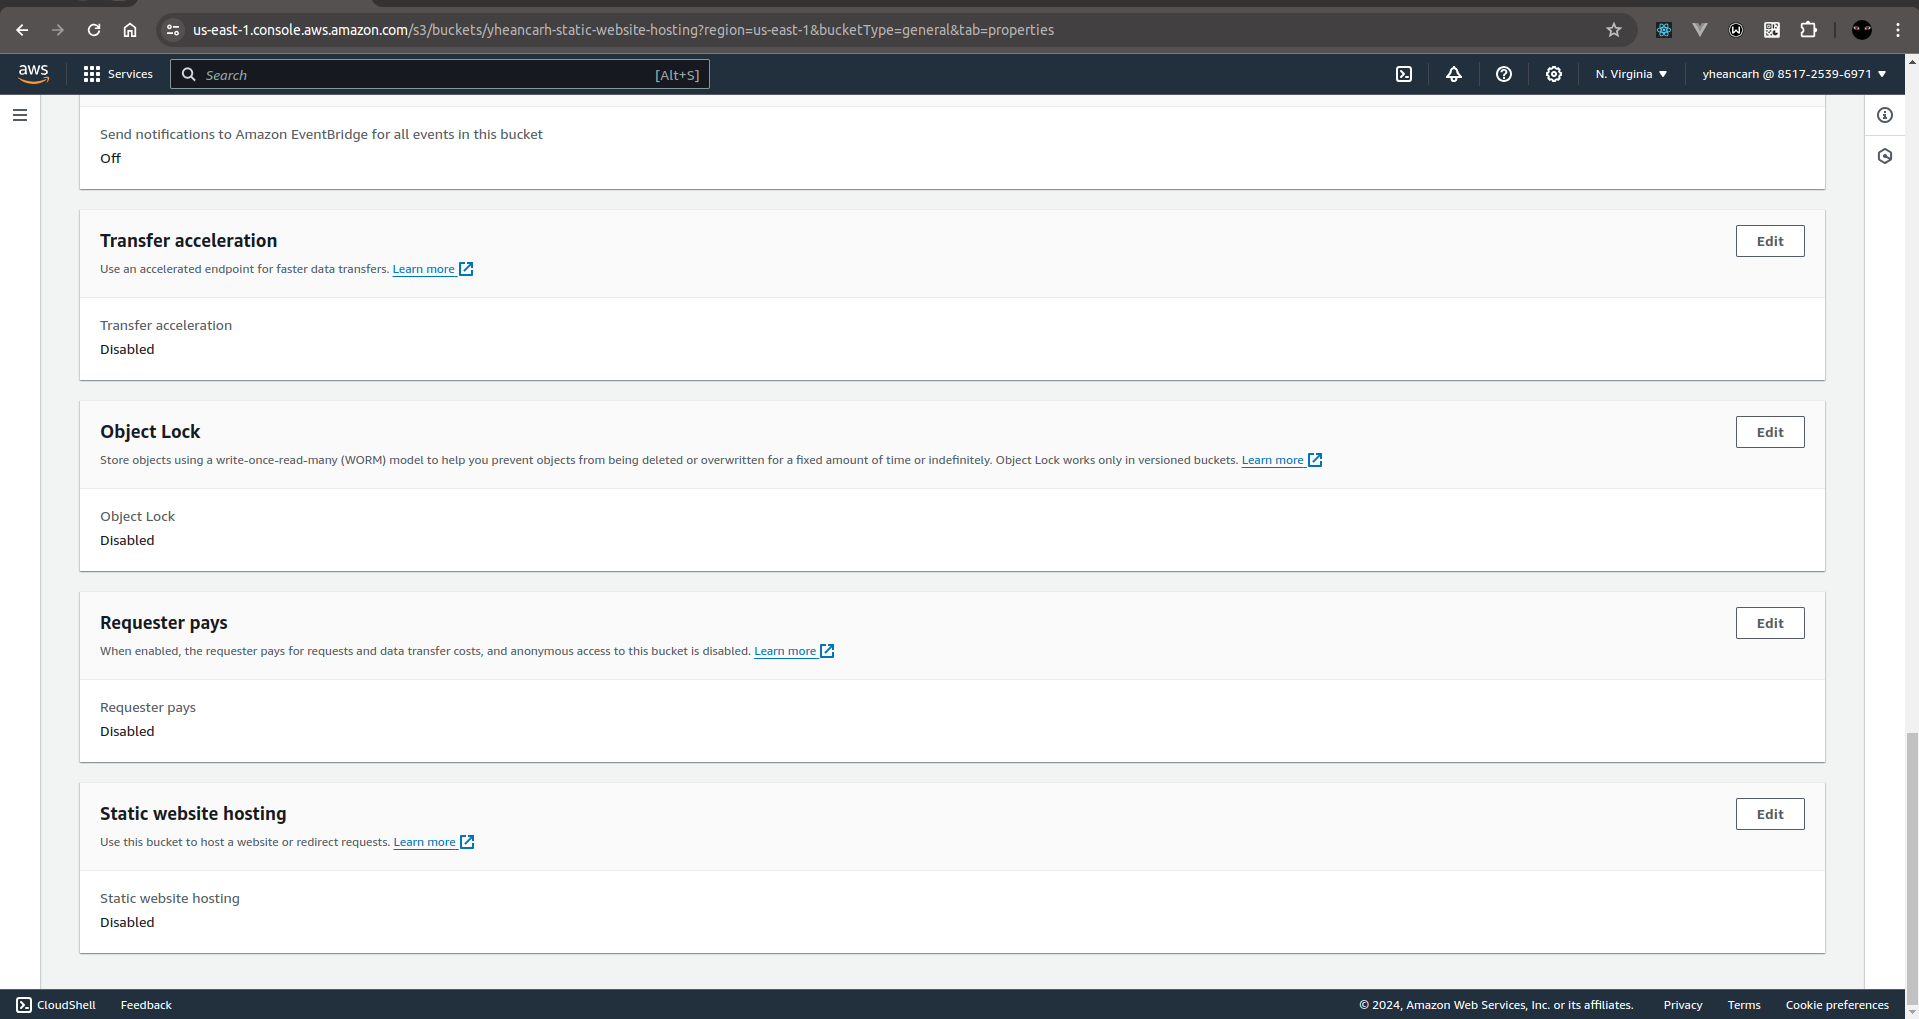 us-east-1.console.aws.amazon.com/s3/buckets/yheancarh-static-website-hosting?region=us-east-1&bucketType=general&tab=properties
aws Services Search [Alt+S] N. Virginia yheancarh @ 8517-2539-6971
Send notifications to Amazon EventBridge for all events in this bucket
Off
Transfer acceleration Edit
Use an accelerated endpoint for faster data transfers. Learn more
Transfer acceleration
Disabled
Object Lock Edit
Store objects using a write-once-read-many (WORM) model to help you prevent objects from being deleted or overwritten for a fixed amount of time or indefinitely. Object Lock works only in versioned buckets. Learn more
Object Lock
Disabled
Requester pays Edit
When enabled, the requester pays for requests and data transfer costs, and anonymous access to this bucket is disabled. Learn more
Requester pays
Disabled
Static website hosting Edit
Use this bucket to host a website or redirect requests. Learn more
Static website hosting
Disabled
CloudShell Feedback © 2024, Amazon Web Services, Inc. or its affiliates. Privacy Terms Cookie preferences